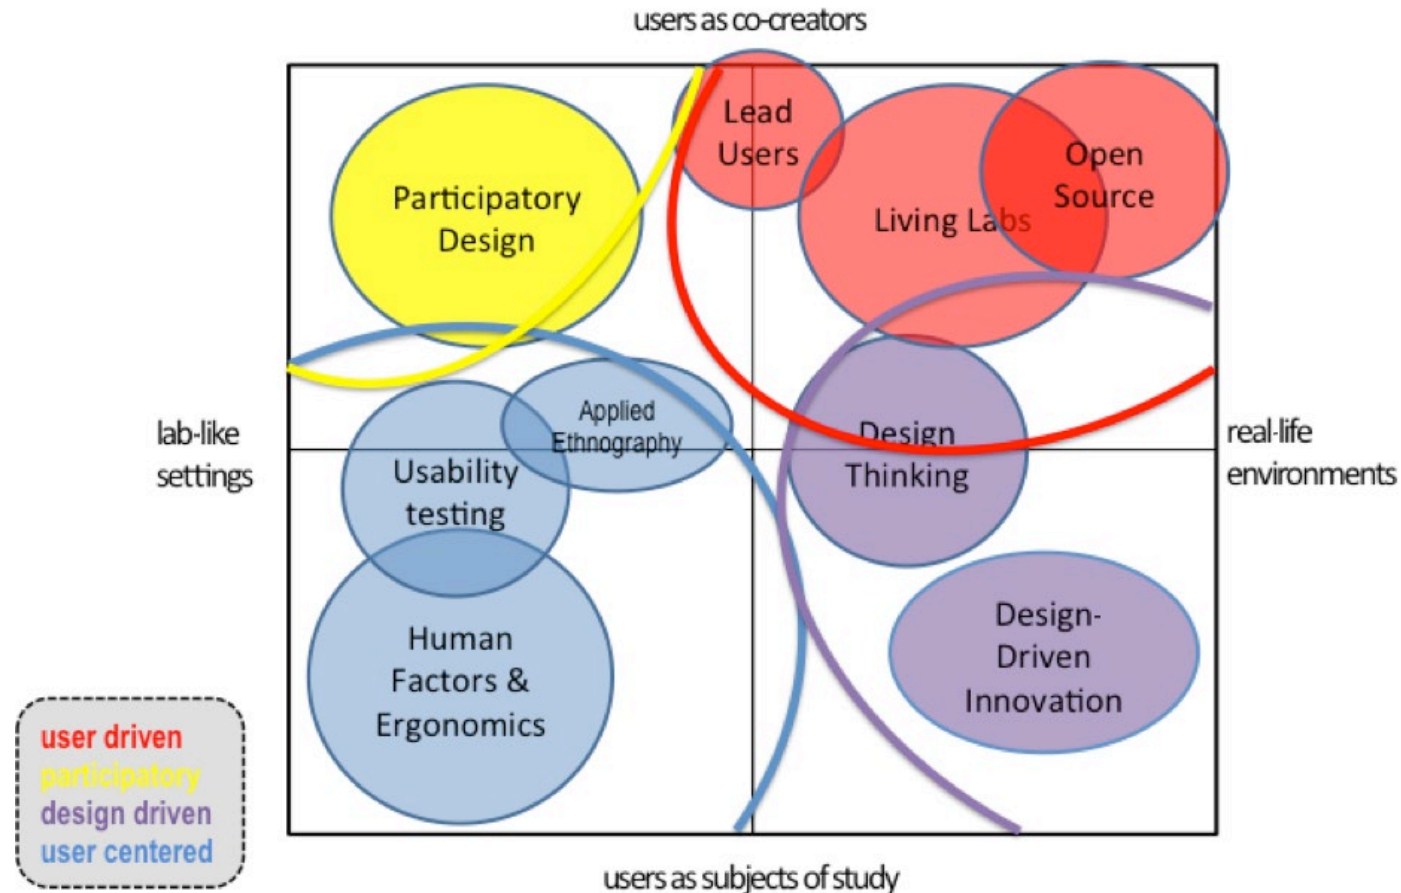 users as co-creators
Lead
Users
Open
Source
Living Labs
Participatory
Design
Applied
Ethnography
lab-like
settings
real-life
environments
Design
Thinking
Usability
testing
Human
Factors &
Ergonomics
Design-
Driven
Innovation
user driven
participatory
design driven
user centered
users as subjects of study